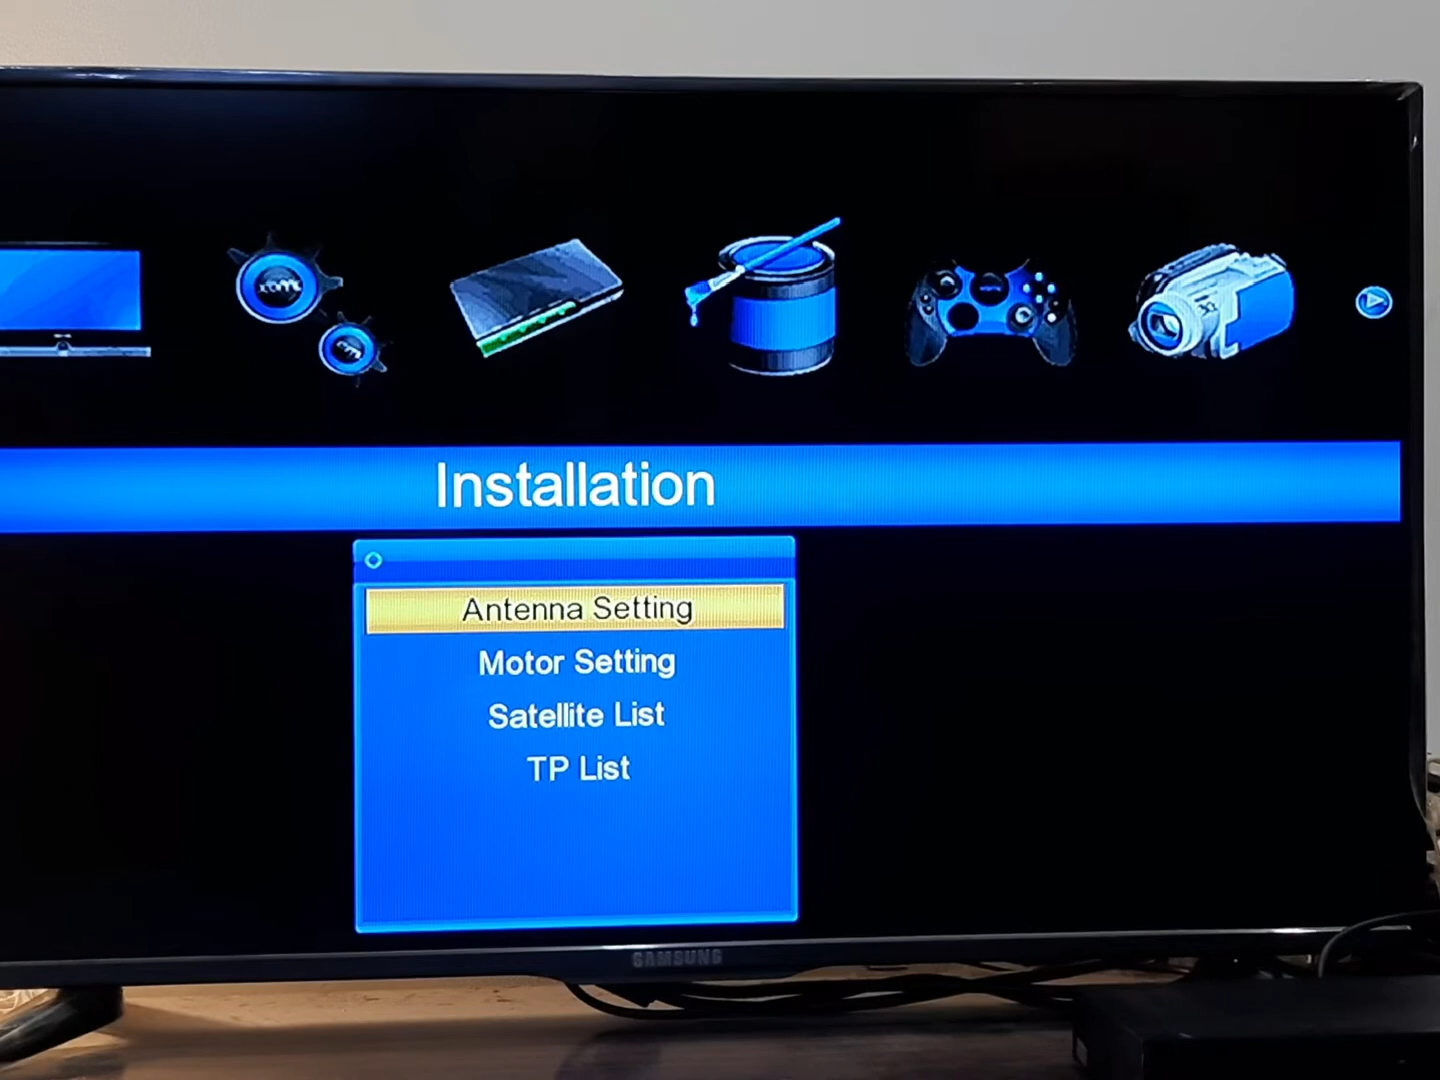 Installation
Antenna Setting
Motor Setting
Satellite List
TP List
SAMSUNG